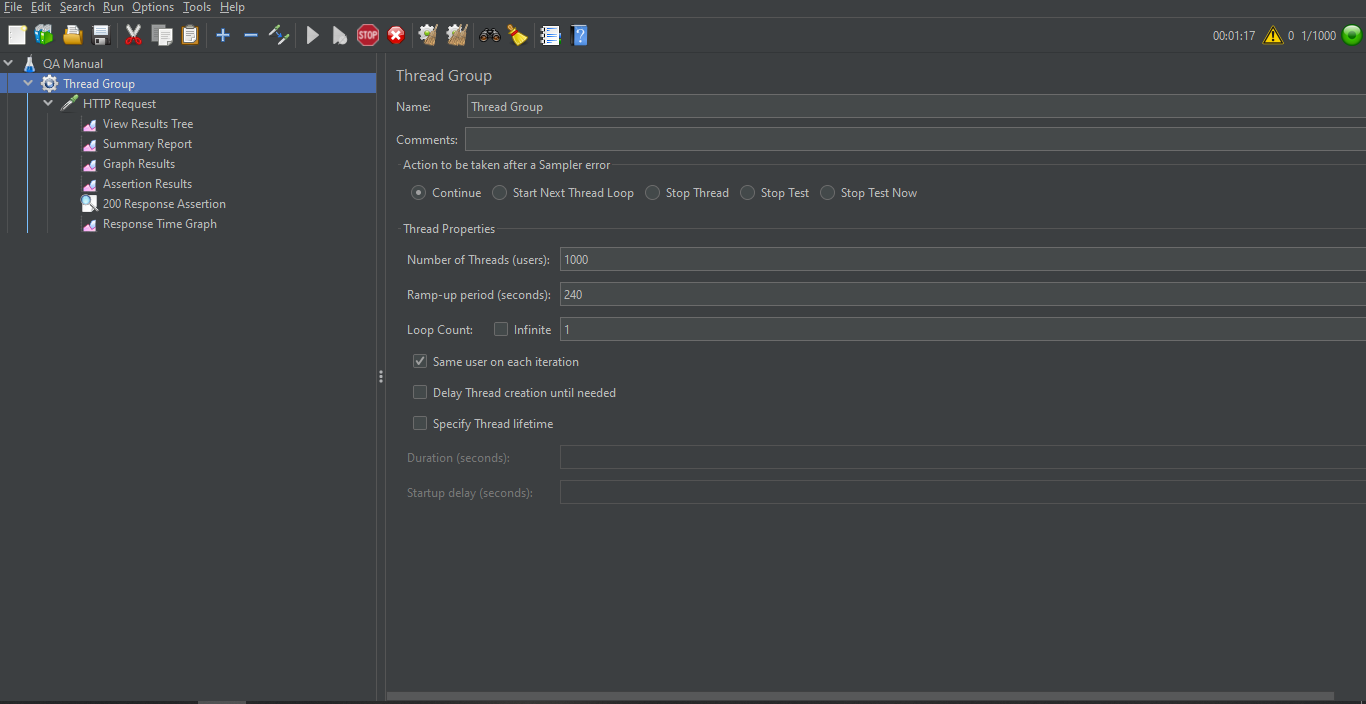 File Edit Search Run Options Tools Help
STOP 00:01:17 0 1/1000
QA Manual
Thread Group
HTTP Request
View Results Tree
Summary Report
Graph Results
Assertion Results
200 Response Assertion
Response Time Graph
Thread Group
Name: Thread Group
Comments:
Action to be taken after a Sampler error
Continue Start Next Thread Loop Stop Thread Stop Test Stop Test Now
Thread Properties
Number of Threads (users): 1000
Ramp-up period (seconds): 240
Loop Count: Infinite 1
Same user on each iteration
Delay Thread creation until needed
Specify Thread lifetime
Duration (seconds):
Startup delay (seconds):